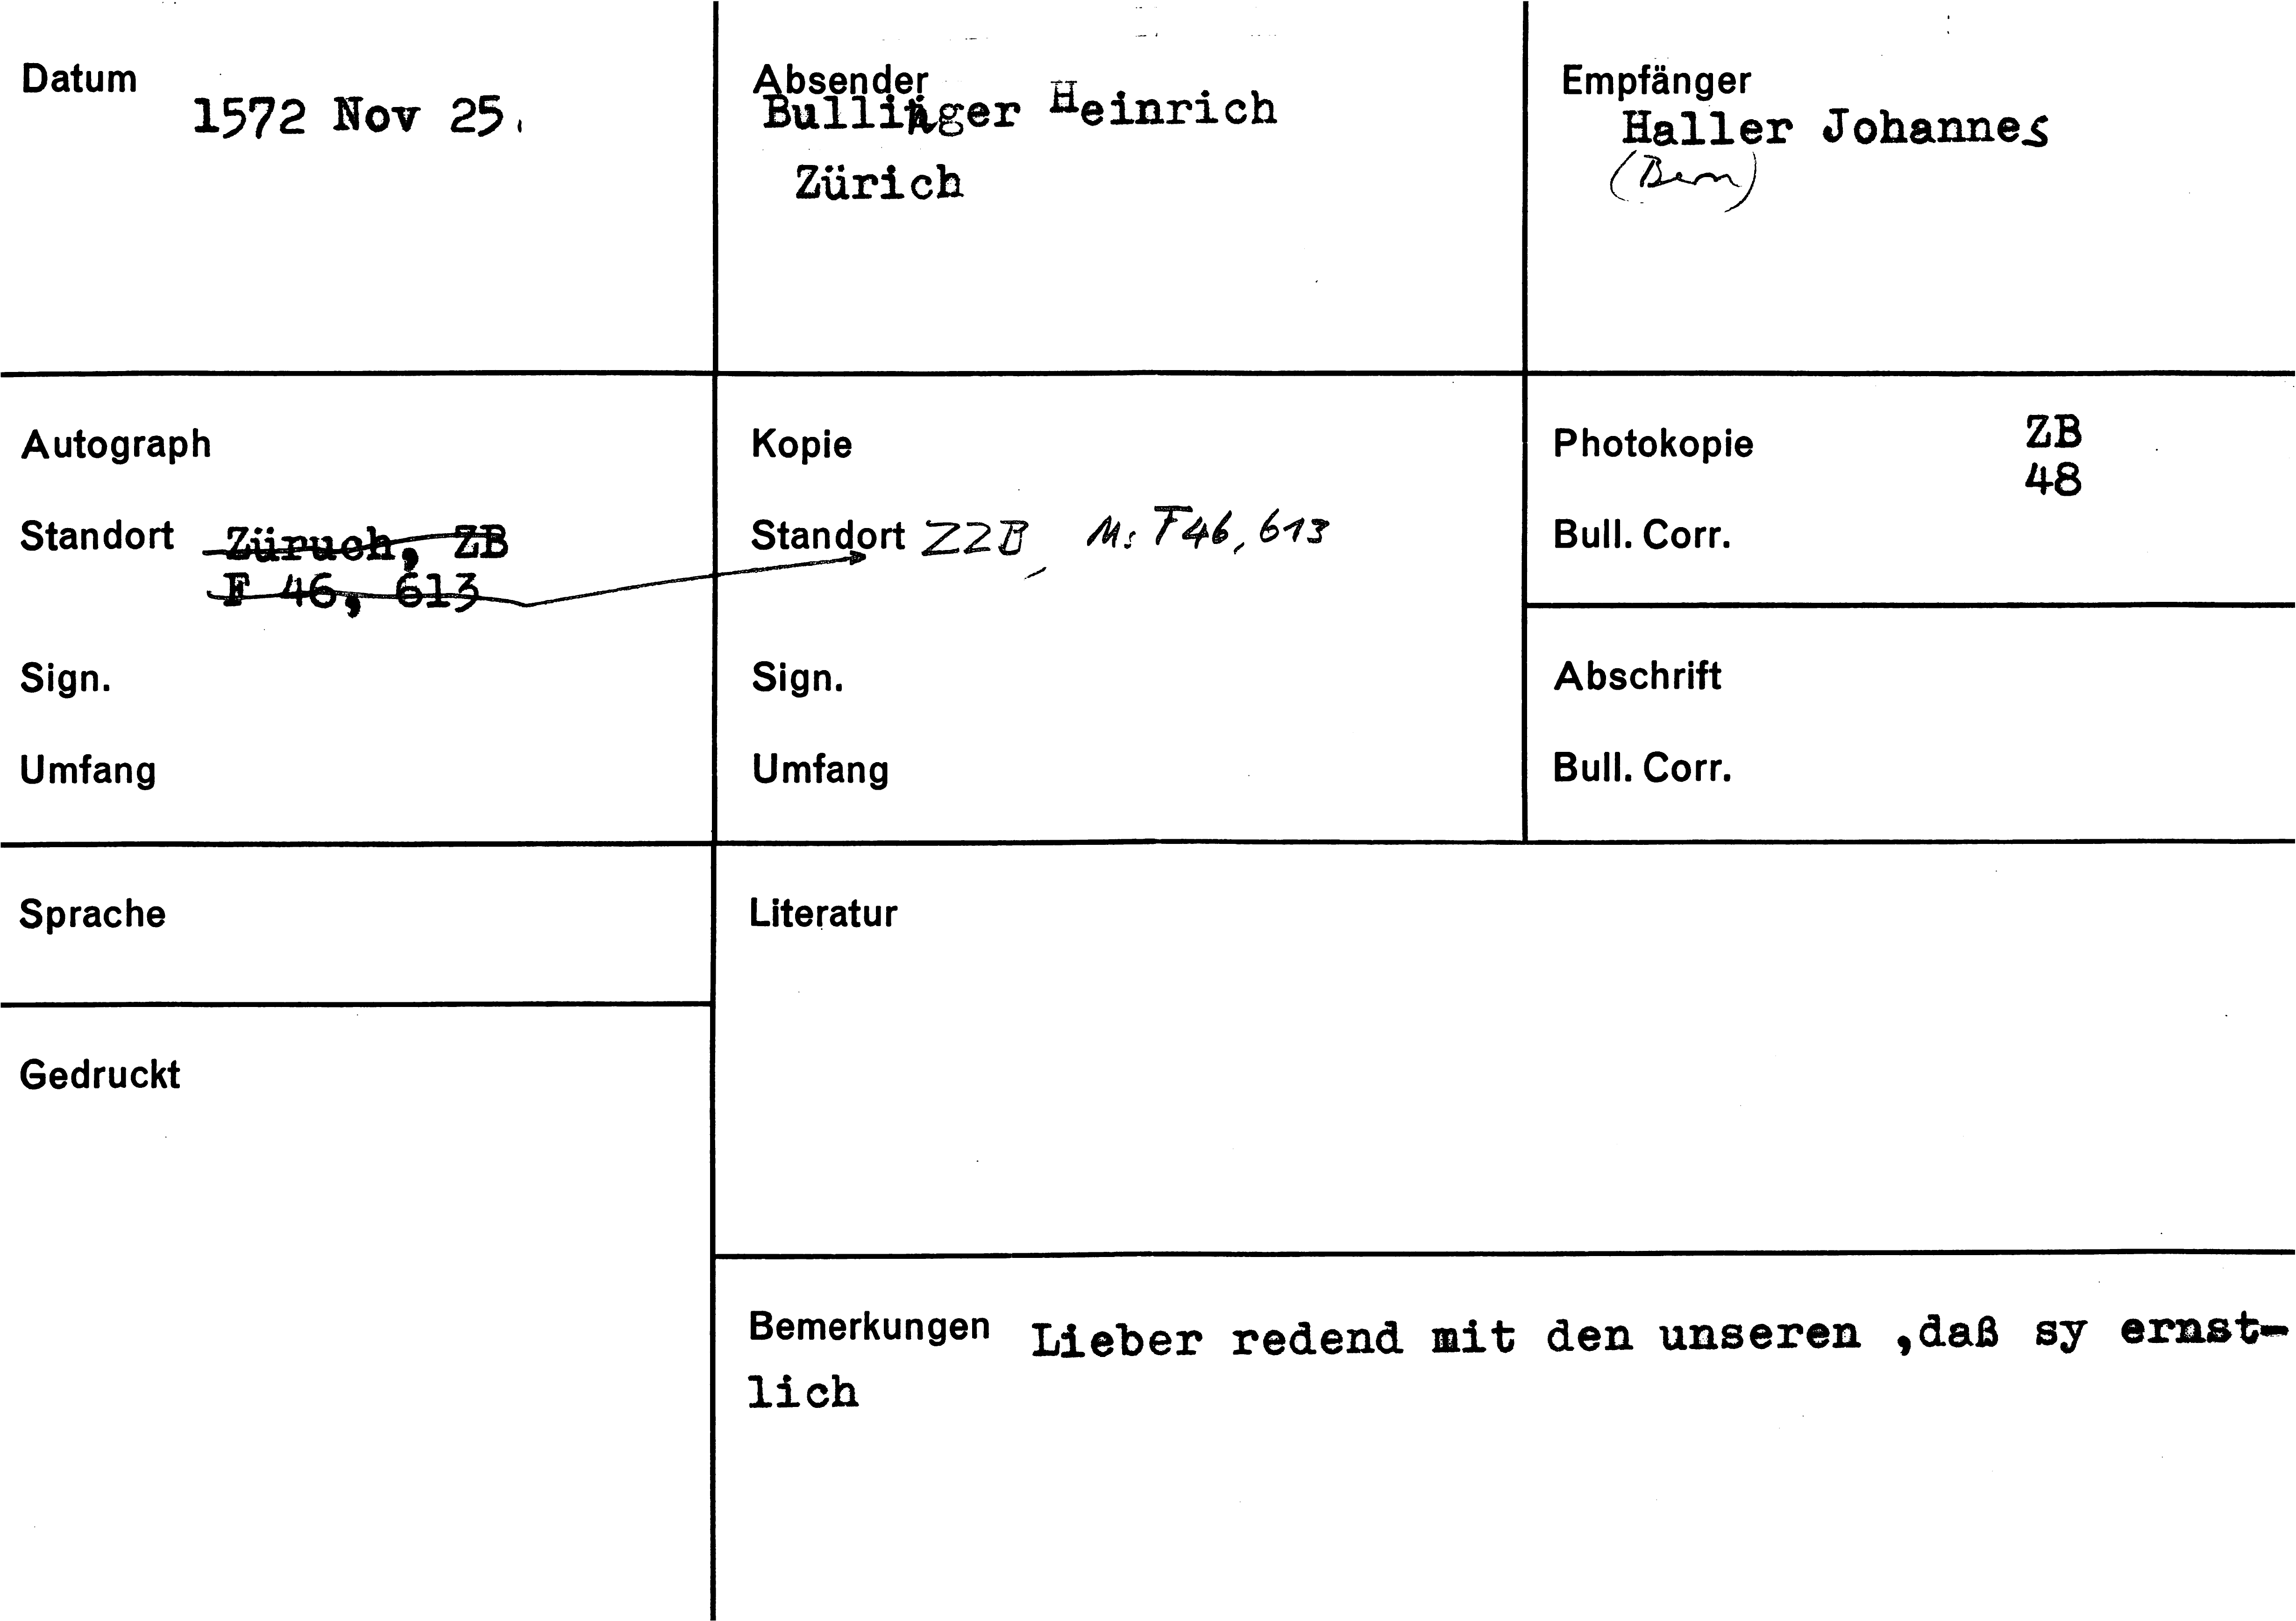 Datum
1572 Nov 25.
Absender
Bullinger Heinrich
Zürich
Empfänger
Haller Johannes
(Bern)
Autograph
Standort Züruch, ZB
F 46, 613
Sign.
Umfang
Kopie
Standort ZZB, Ms F46, 613
Sign.
Umfang
Photokopie ZB
48
Bull. Corr.
Abschrift
Bull. Corr.
Sprache
Literatur
Gedruckt
Bemerkungen Lieber redend mit den unseren ,daß sy ernst-
lich